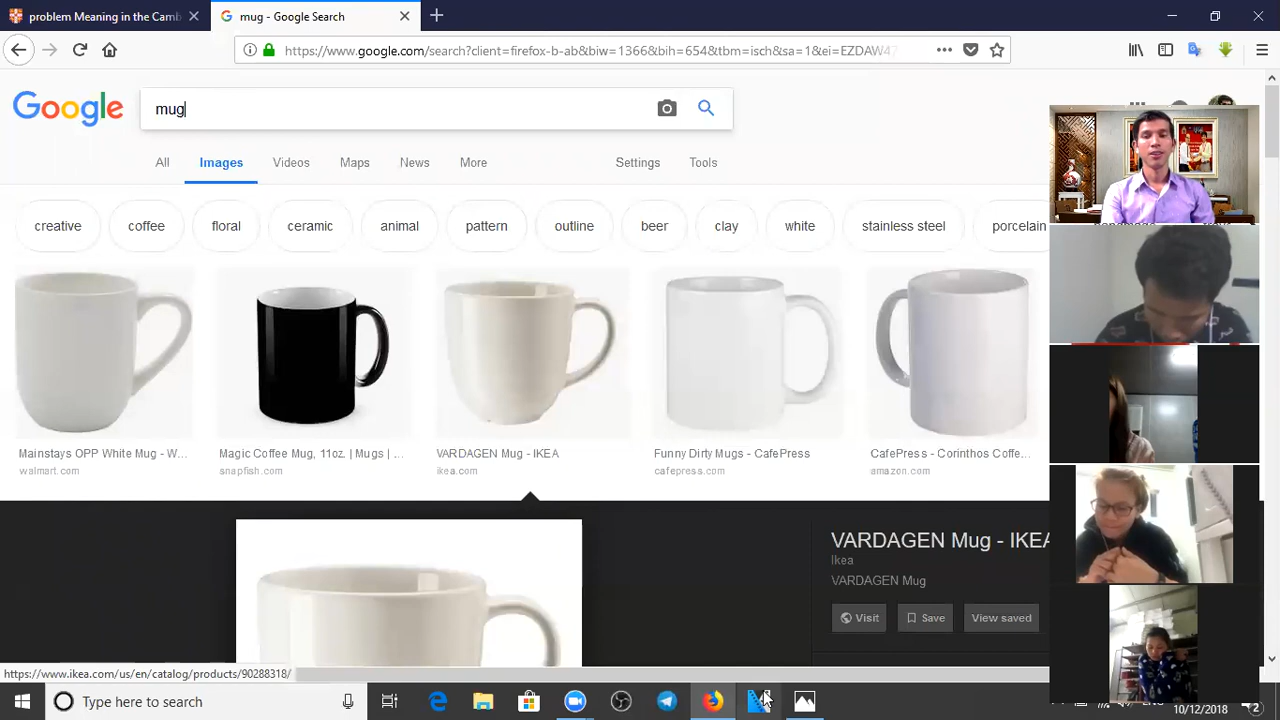 problem Meaning in the Camb
mug - Google Search
https://www.google.com/search?client=firefox-b-ab&biw=1366&bih=654&tbm=isch&sa=1&ei=EZDAW47
Google
mug
All Images Videos Maps News More Settings Tools
creative coffee floral ceramic animal pattern outline beer clay white stainless steel porcelain
Mainstays OPP White Mug - W...
walmart.com
Magic Coffee Mug, 11oz. | Mugs | ...
snapfish.com
VARDAGEN Mug - IKEA
ikea.com
Funny Dirty Mugs - CafePress
cafepress.com
CafePress - Corinthos Coffe...
amazon.com
VARDAGEN Mug - IKEA
Ikea
VARDAGEN Mug
Visit Save View saved
https://www.ikea.com/us/en/catalog/products/90288318/
Type here to search
10/12/2018
2